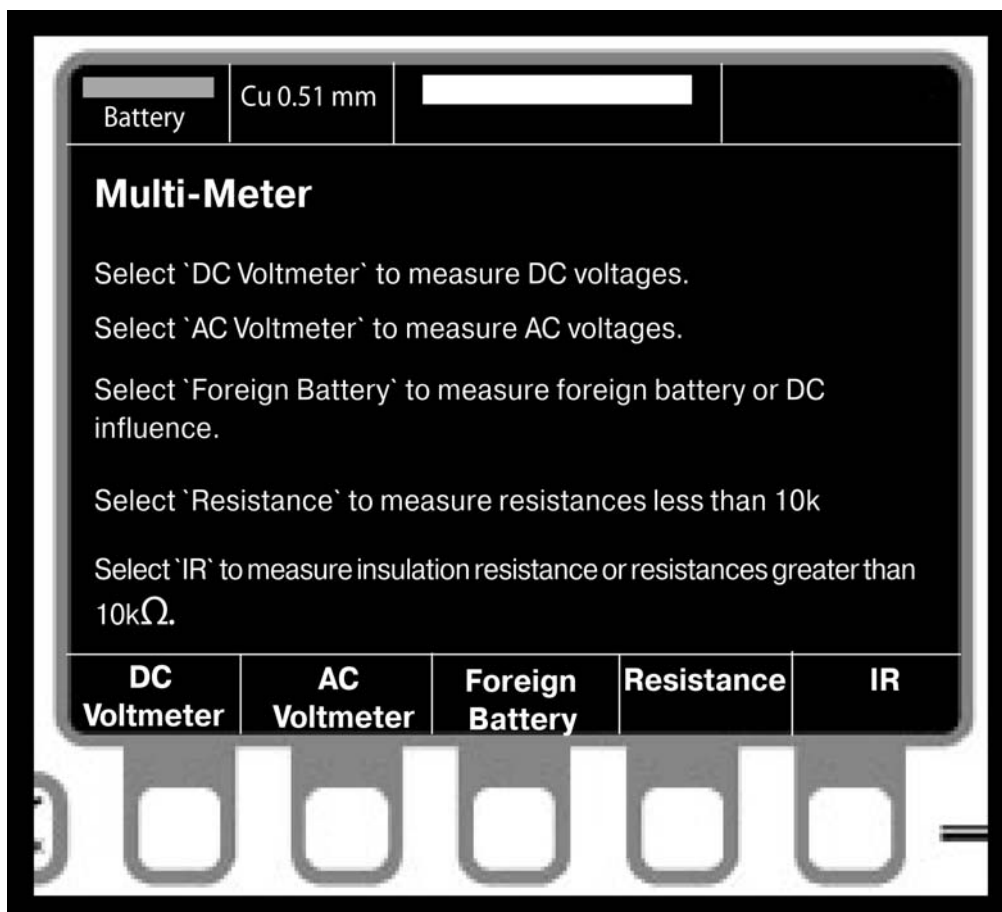 Battery
Cu 0.51 mm
Multi-Meter
Select `DC Voltmeter` to measure DC voltages.
Select `AC Voltmeter` to measure AC voltages.
Select `Foreign Battery` to measure foreign battery or DC
influence.
Select `Resistance` to measure resistances less than 10k
Select `IR` to measure insulation resistance or resistances greater than
10kΩ.
DC
Voltmeter
AC
Voltmeter
Foreign
Battery
Resistance
IR